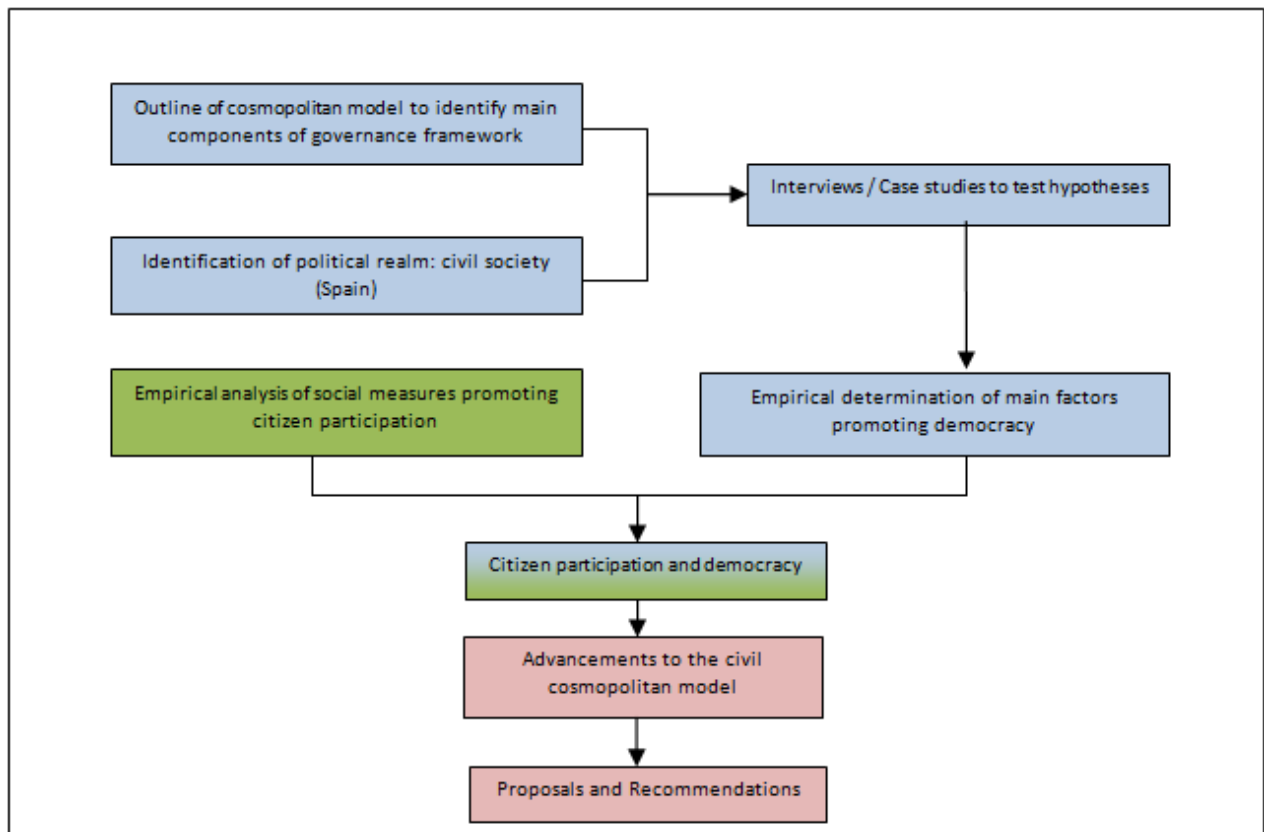 Outline of cosmopolitan model to identify main
components of governance framework
Interviews / Case studies to test hypotheses
Identification of political realm: civil society
(Spain)
Empirical analysis of social measures promoting
citizen participation
Empirical determination of main factors
promoting democracy
Citizen participation and democracy
Advancements to the civil
cosmopolitan model
Proposals and Recommendations